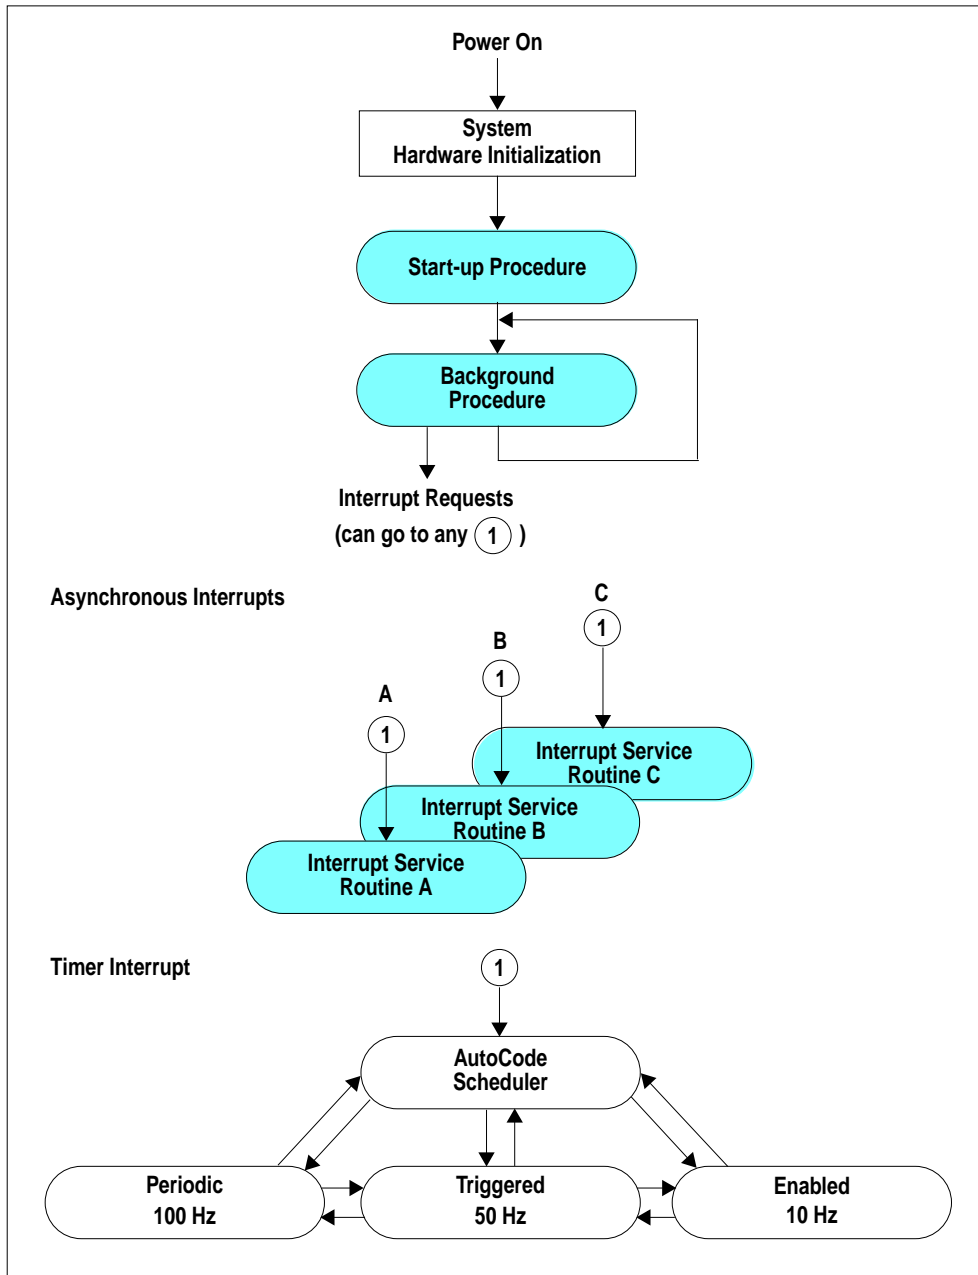 Power On
System
Hardware Initialization
Start-up Procedure
Background
Procedure
Interrupt Requests
(can go to any 1 )
Asynchronous Interrupts
C
1
B
1
A
1
Interrupt Service
Routine C
Interrupt Service
Routine B
Interrupt Service
Routine A
Timer Interrupt
1
AutoCode
Scheduler
Periodic
100 Hz
Triggered
50 Hz
Enabled
10 Hz